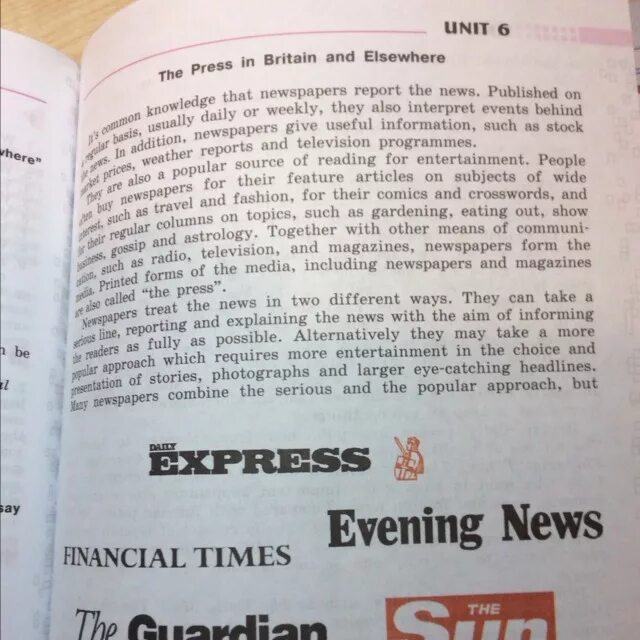 UNIT 6
The Press in Britain and Elsewhere
It's common knowledge that newspapers report the news. Published on
regular basis, usually daily or weekly, they also interpret events behind
the news. In addition, newspapers give useful information, such as stock
market prices, weather reports and television programmes.
They are also a popular source of reading for entertainment. People
often buy newspapers for their feature articles on subjects of wide
interest, such as travel and fashion, for their comics and crosswords, and
for their regular columns on topics, such as gardening, eating out, show
business, gossip and astrology. Together with other means of communi-
cation, such as radio, television, and magazines, newspapers form the
media. Printed forms of the media, including newspapers and magazines
are also called “the press”.
Newspapers treat the news in two different ways. They can take a
serious line, reporting and explaining the news with the aim of informing
the readers as fully as possible. Alternatively they may take a more
popular approach which requires more entertainment in the choice and
presentation of stories, photographs and larger eye-catching headlines.
Many newspapers combine the serious and the popular approach, but
DAILY
EXPRESS
Evening News
FINANCIAL TIMES
The Guardian
THE
Sun
where”
be
say